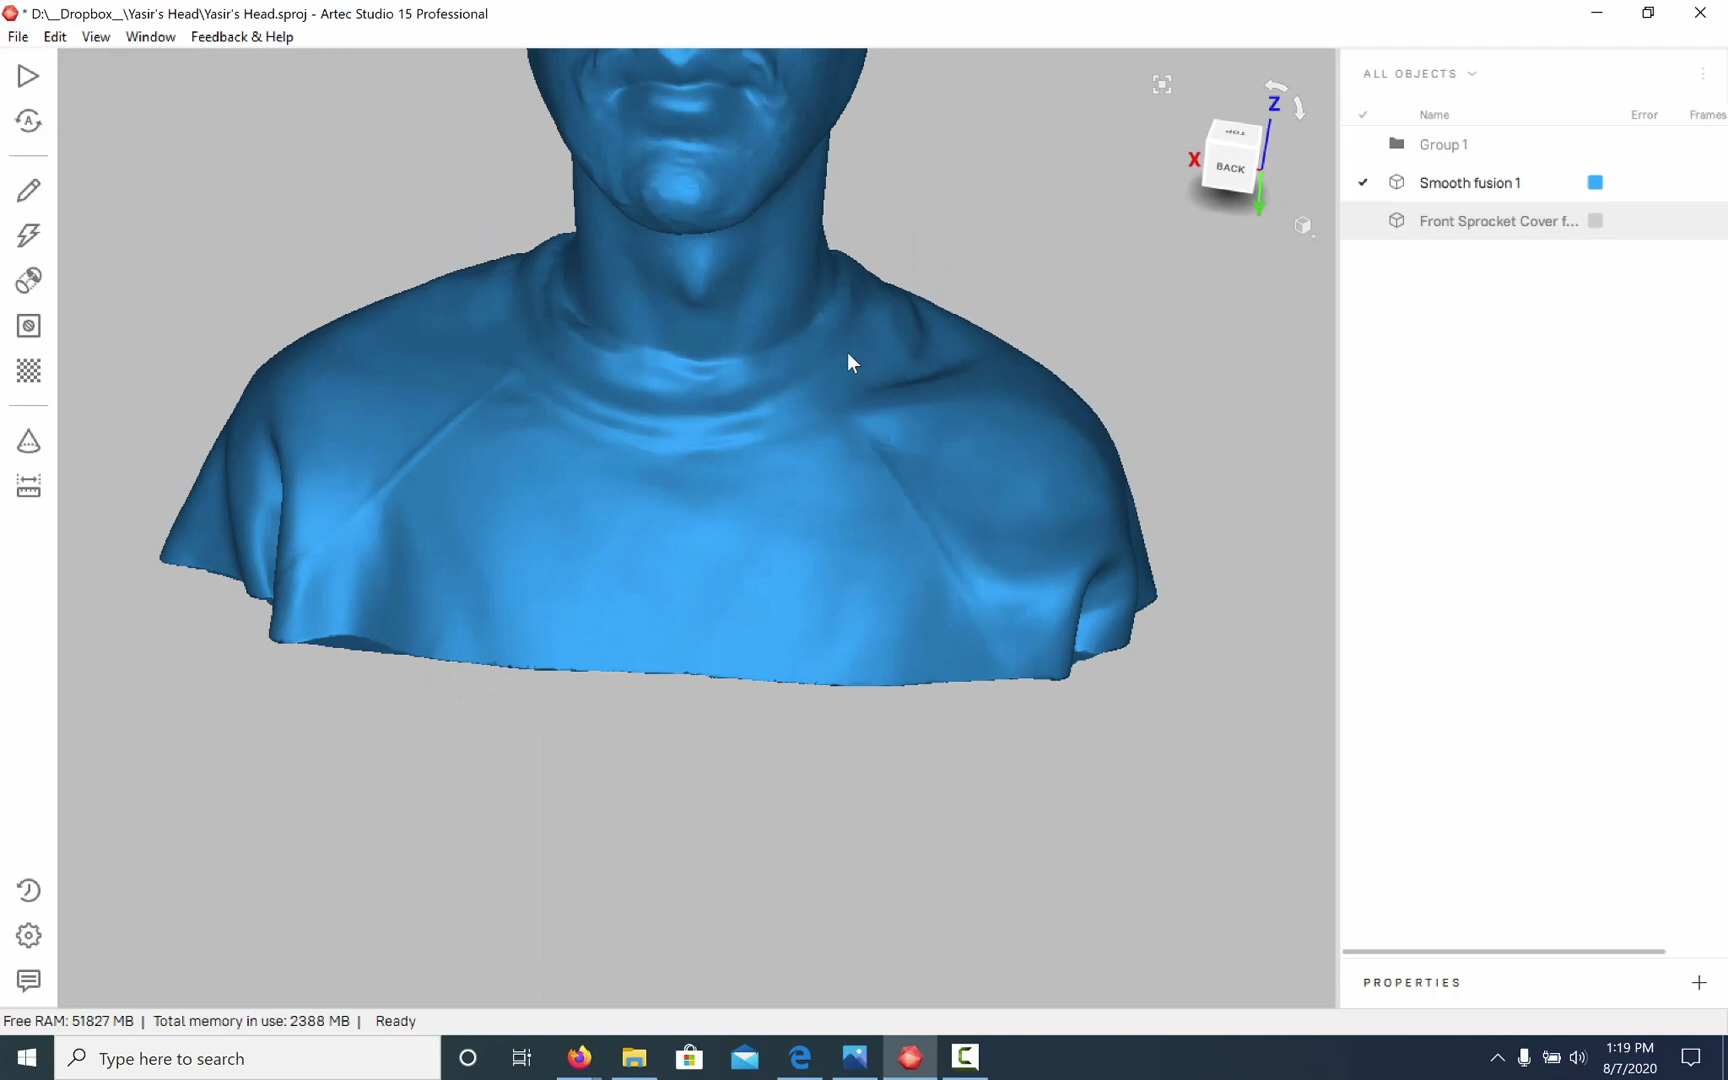 * D:\__Dropbox__\Yasir's Head\Yasir's Head.sproj - Artec Studio 15 Professional
File Edit View Window Feedback & Help
ALL OBJECTS
Name Error Frames
Group 1
Smooth fusion 1
Front Sprocket Cover f...
Z
X
TOP
BACK
A
PROPERTIES
Free RAM: 51827 MB | Total memory in use: 2388 MB | Ready
Type here to search
1:19 PM
8/7/2020